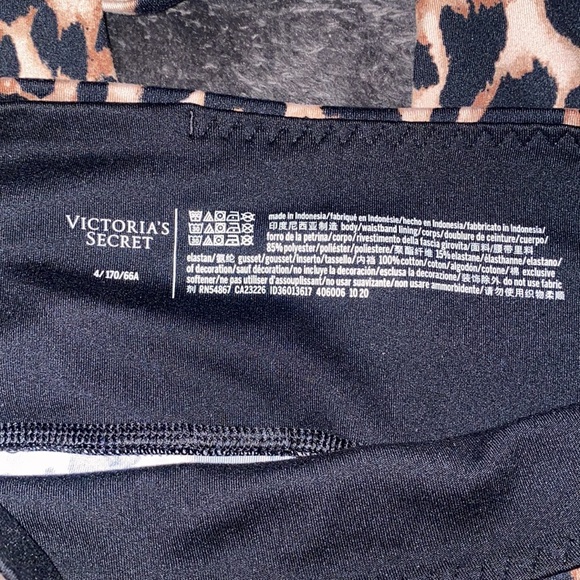 VICTORIA'S
SECRET
4/170/66A
made in Indonesia/fabriqué en Indonésie/hecho en Indonesia/fabbricato in Indonesia/
印度尼西亚制造 body/waistband lining/corps/doublure de ceinture/cuerpo/
forro de la petrina/corpo/rivestimento della fascia girovita/面料/腰带里料
85% polyester/poliéster/poliestere/聚酯纤维 15% elastane/élasthanne/elastano/
elastan/氨纶 gusset/gousset/inserto/tassello/内裆 100% cotton/coton/algodón/cotone/棉 exclusive
of decoration/sauf décoration/no incluye la decoración/esclusa la decorazione/装饰除外 do not use fabric
softener/ne pas utiliser d'assouplissant/no usar suavizante/non usare ammorbidente/请勿使用织物柔顺
剂 RN54867 CA23226 ID36013617 406006 10 20